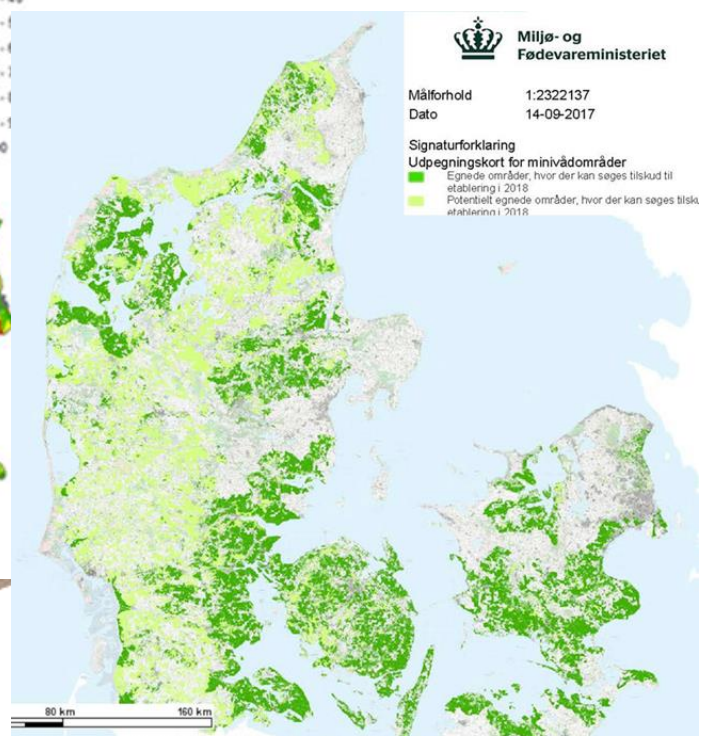 Miljø- og
Fødevareministeriet
Målforhold 1:2322137
Dato 14-09-2017
Signaturforklaring
Udpegningskort for minivådområder
Egnede områder, hvor der kan søges tilskud til
etablering i 2018
Potentielt egnede områder, hvor der kan søges
etablering i 2018
80 km 160 km